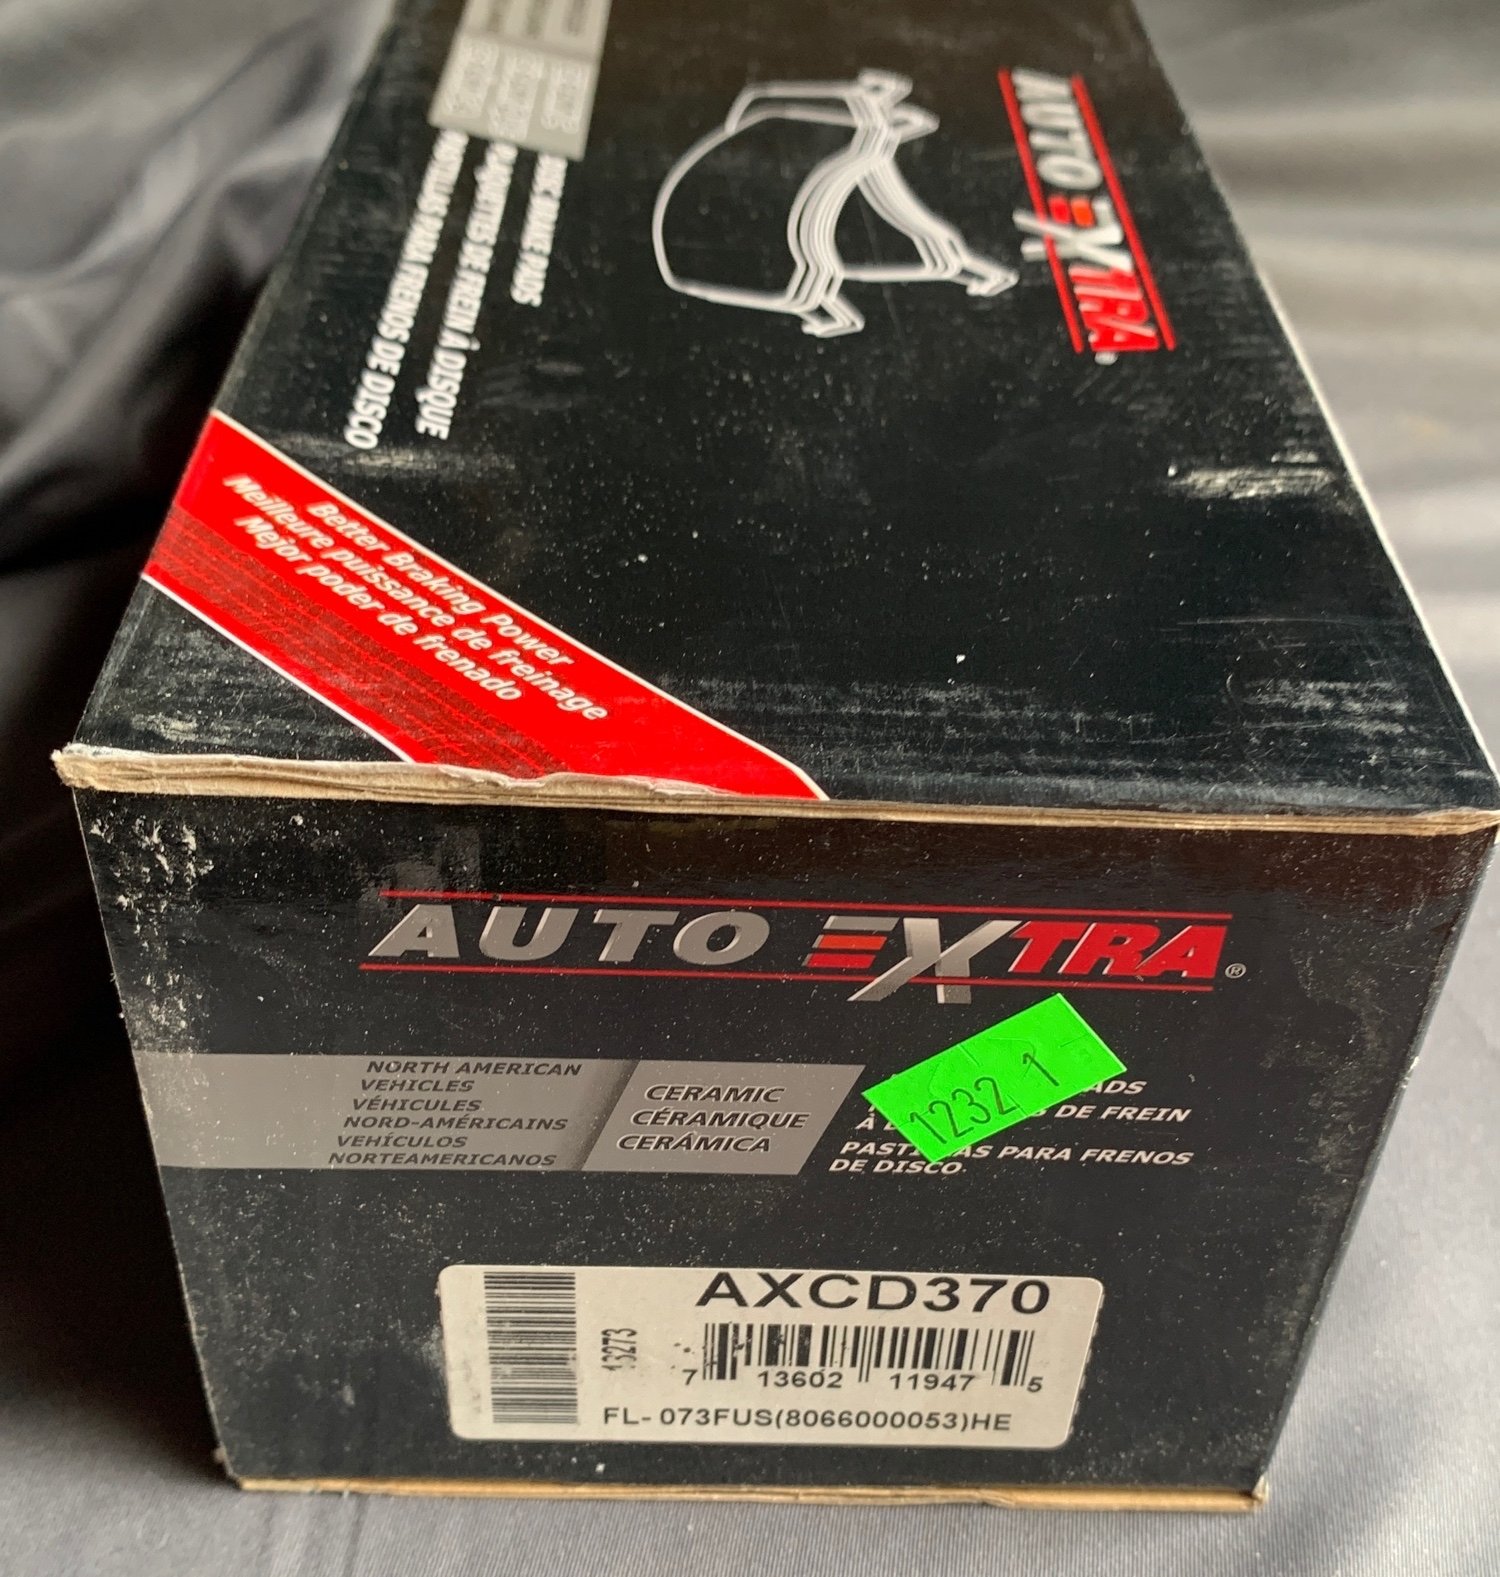 AUTO EXTRA®
DISC BRAKE PADS
PLAQUETTES DE FREIN À DISQUE
PASTILLAS PARA FRENOS DE DISCO
Better Braking Power
Meilleure puissance de freinage
Mejor poder de frenado
AUTO EXTRA®
NORTH AMERICAN
VEHICLES
VÉHICULES
NORD-AMÉRICAINS
VEHÍCULOS
NORTEAMERICANOS
CERAMIC
CÉRAMIQUE
CERÁMICA
ADS
S DE FREIN
À D
PASTI AS PARA FRENOS
DE DISCO
1232 1
AXCD370
13273
7 13602 11947 5
FL- 073FUS(8066000053)HE